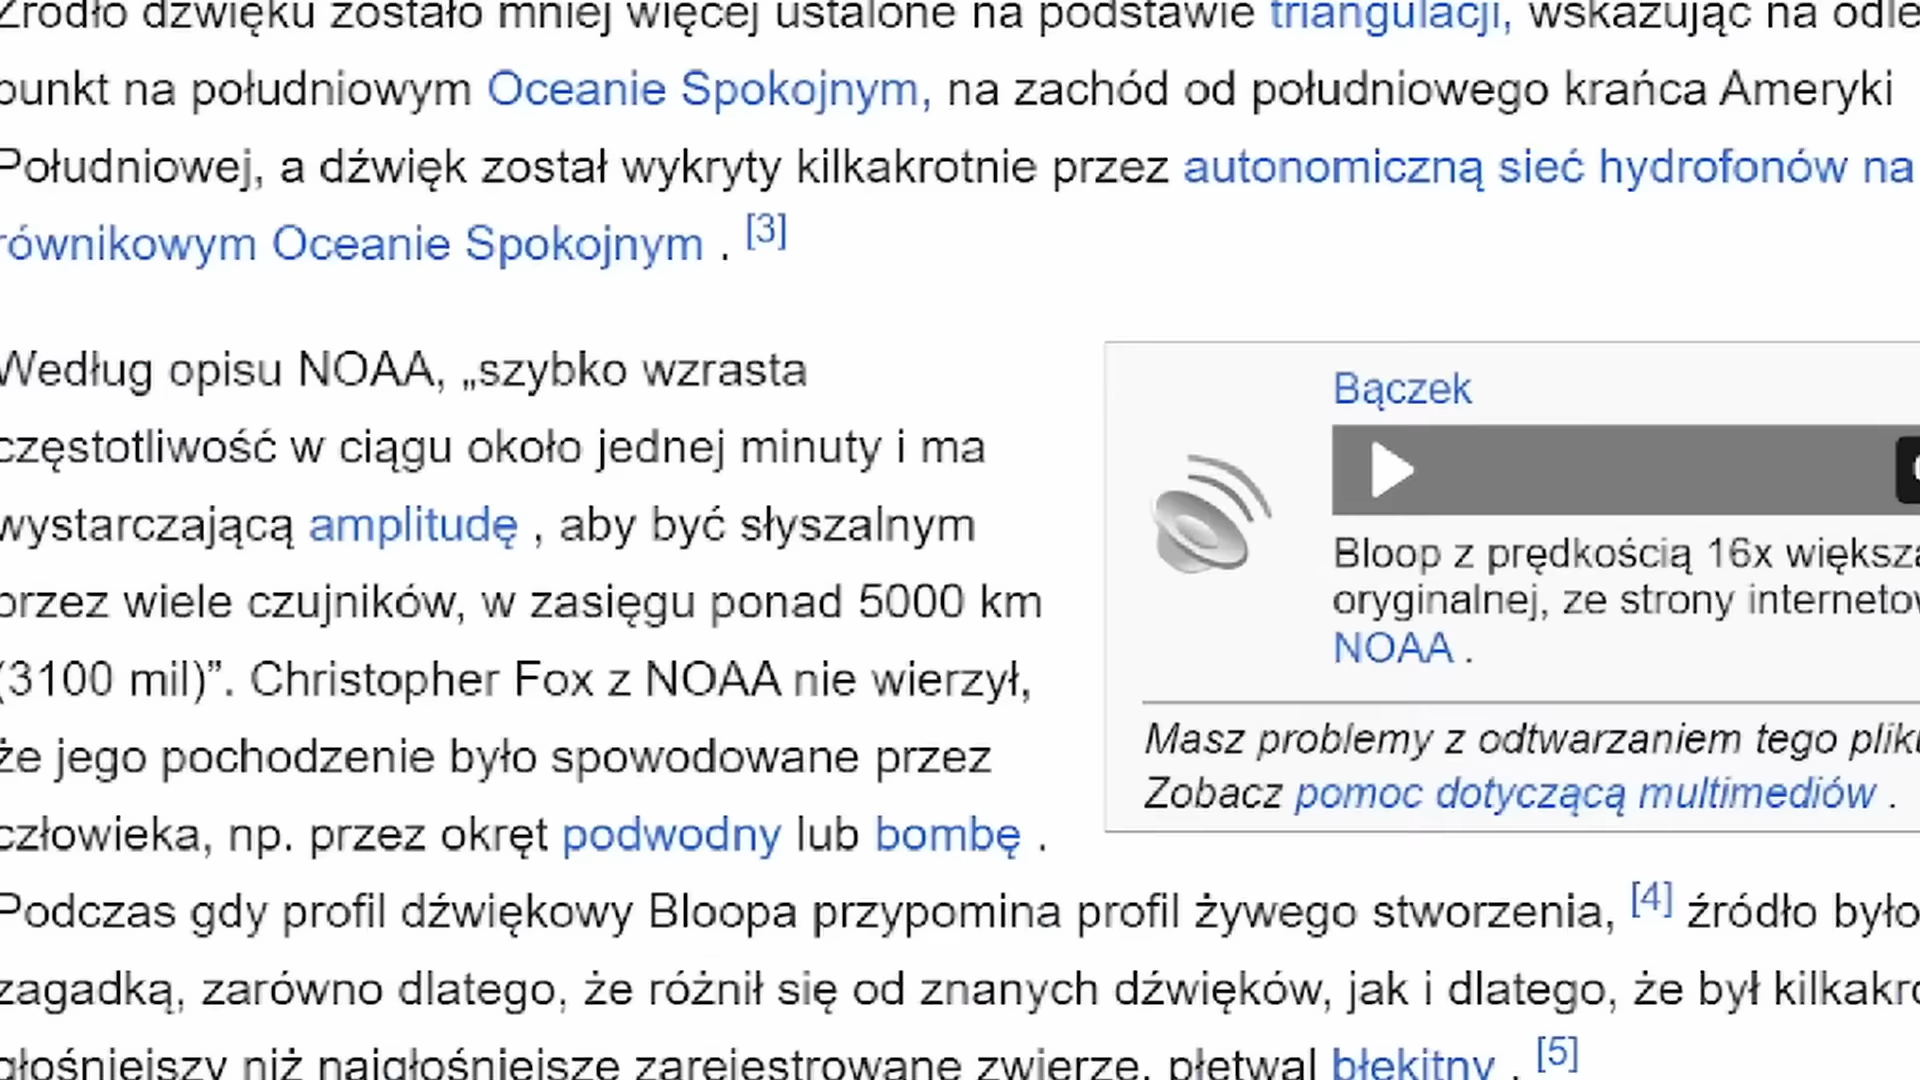 Źródło dźwięku zostało mniej więcej ustalone na podstawie triangulacji, wskazując na
punkt na południowym Oceanie Spokojnym, na zachód od południowego krańca Ameryki
Południowej, a dźwięk został wykryty kilkakrotnie przez autonomiczną sieć hydrofonów na
równikowym Oceanie Spokojnym . [3]
Według opisu NOAA, „szybko wzrasta
częstotliwość w ciągu około jednej minuty i ma
wystarczającą amplitudę , aby być słyszalnym
przez wiele czujników, w zasięgu ponad 5000 km
(3100 mil)”. Christopher Fox z NOAA nie wierzył,
że jego pochodzenie było spowodowane przez
człowieka, np. przez okręt podwodny lub bombę .
Bączek
Bloop z prędkością 16x
oryginalnej, ze strony
NOAA .
Masz problemy z odtwarzaniem tego
Zobacz pomoc dotyczącą multimediów .
Podczas gdy profil dźwiękowy Bloopa przypomina profil żywego stworzenia, [4] źródło było
zagadką, zarówno dlatego, że różnił się od znanych dźwięków, jak i dlatego, że był
głośniejszy niż najgłośniejsze zarejestrowane zwierzę, płetwal błękitny . [5]